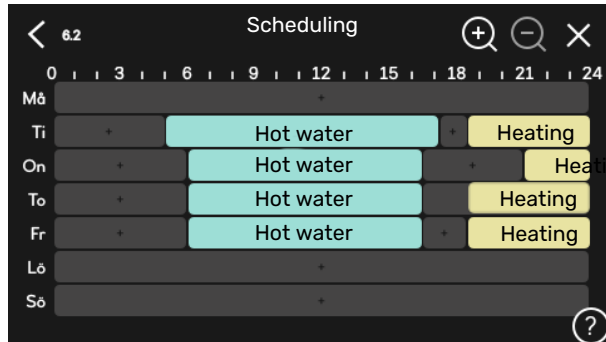 6.2 Scheduling
0 3 6 9 12 15 18 21 24
Må
Ti Hot water Heating
On Hot water Heati
To Hot water Heating
Fr Hot water Heating
Lö
Sö
?